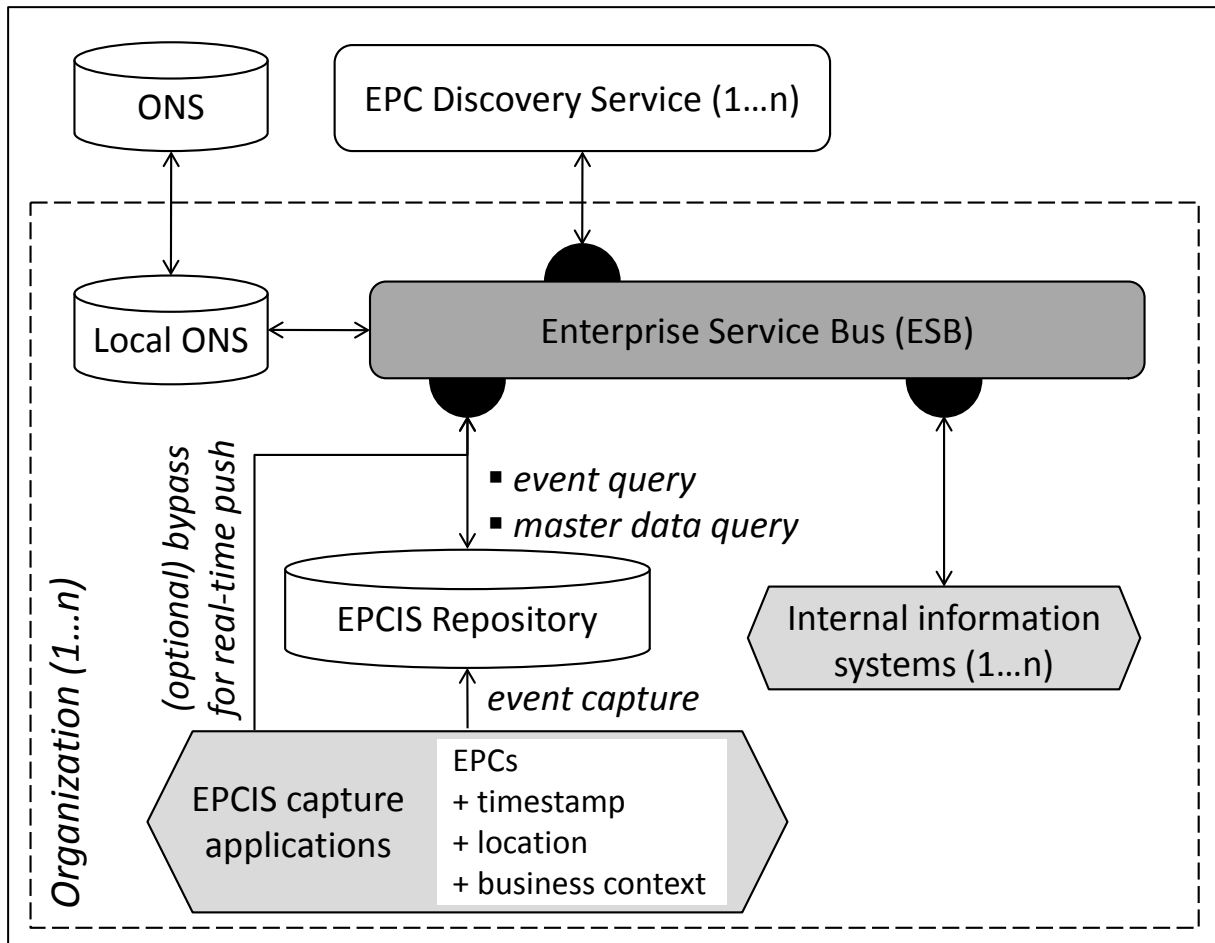 ONS
EPC Discovery Service (1…n)
Local ONS
Enterprise Service Bus (ESB)
(optional) bypass
for real-time push
▪ event query
▪ master data query
EPCIS Repository
Internal information
systems (1…n)
event capture
Organization (1…n)
EPCIS capture
applications
EPCs
+ timestamp
+ location
+ business context